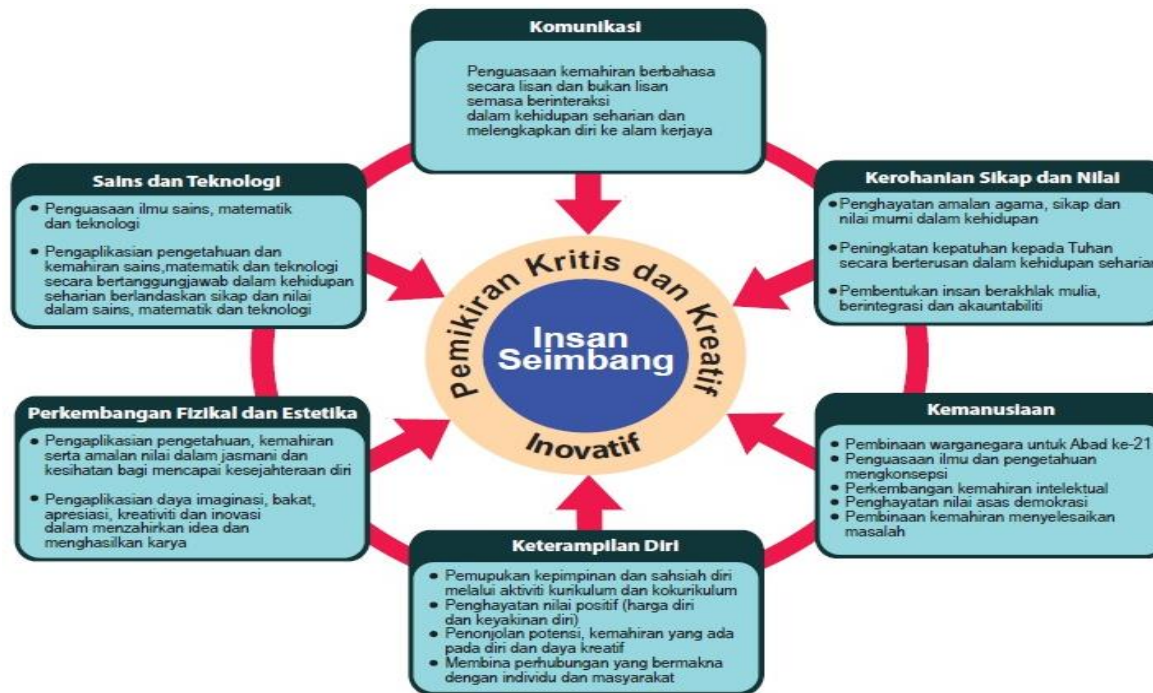 Komunikasi
Penguasaan kemahiran berbahasa
secara lisan dan bukan lisan
semasa berinteraksi
dalam kehidupan seharian dan
melengkapkan diri ke alam kerjaya
Sains dan Teknologi
• Penguasaan ilmu sains, matematik
dan teknologi
• Pengaplikasian pengetahuan dan
kemahiran sains,matematik dan teknologi
secara bertanggungjawab dalam kehidupan
seharian berlandaskan sikap dan nilai
dalam sains, matematik dan teknologi
Kerohanian Sikap dan Nilai
• Penghayatan amalan agama, sikap dan
nilai murni dalam kehidupan
• Peningkatan kepatuhan kepada Tuhan
secara berterusan dalam kehidupan seharian
• Pembentukan insan berakhlak mulia,
berintegrasi dan akauntabiliti
Pemikiran Kritis dan Kreatif
Insan
Seimbang
Inovatif
Perkembangan Fizikal dan Estetika
• Pengaplikasian pengetahuan, kemahiran
serta amalan nilai dalam jasmani dan
kesihatan bagi mencapai kesejahteraan diri
• Pengaplikasian daya imaginasi, bakat,
apresiasi, kreativiti dan inovasi
dalam menzahirkan idea dan
menghasilkan karya
Kemanusiaan
• Pembinaan warganegara untuk Abad ke-21
• Penguasaan ilmu dan pengetahuan
mengkonsepsi
• Perkembangan kemahiran intelektual
• Penghayatan nilai asas demokrasi
• Pembinaan kemahiran menyelesaikan
masalah
Keterampilan Diri
• Pemupukan kepimpinan dan sahsiah diri
melalui aktiviti kurikulum dan kokurikulum
• Penghayatan nilai positif (harga diri
dan keyakinan diri)
• Penonjolan potensi, kemahiran yang ada
pada diri dan daya kreatif
• Membina perhubungan yang bermakna
dengan individu dan masyarakat